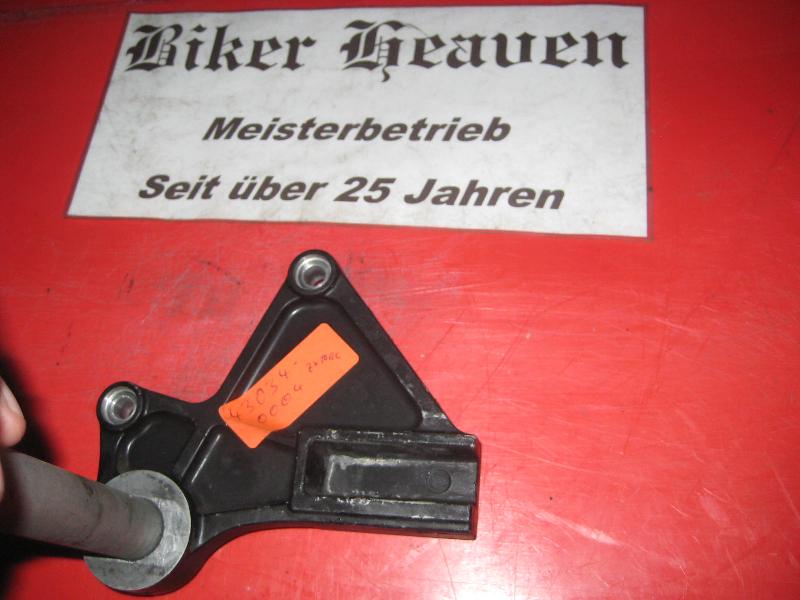 Biker Heaven
Meisterbetrieb
Seit über 25 Jahren
43034-
0004